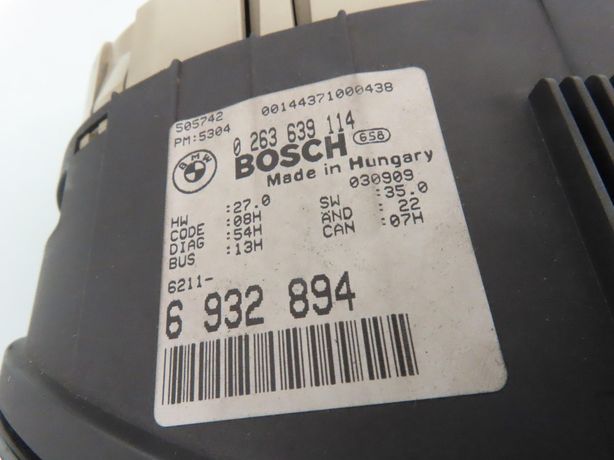 505742 00144371000438
PM:5304 0 263 639 114
BMW BOSCH 658
Made in Hungary
030909
HW :27.0 SW :35.0
CODE :08H AND : 22
DIAG :54H CAN :07H
BUS :13H
6211-
6 932 894